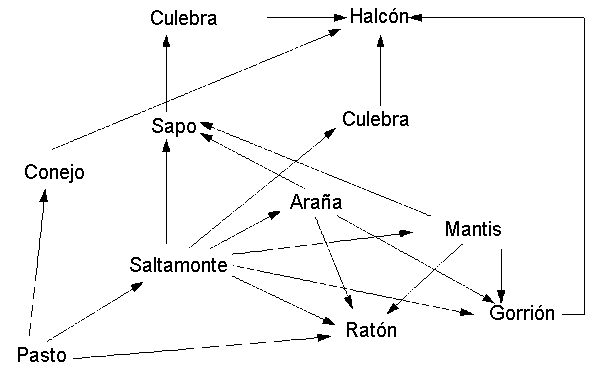 Culebra
Halcón
Culebra
Sapo
Conejo
Araña
Mantis
Saltamonte
Gorrión
Ratón
Pasto